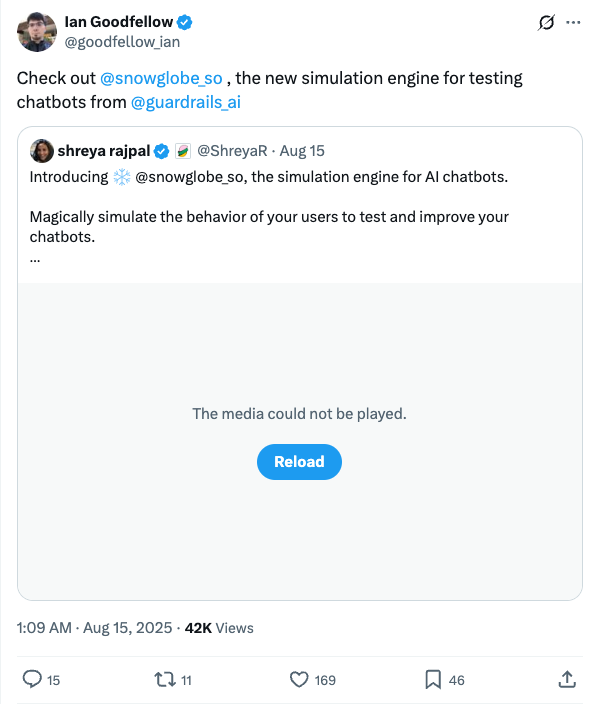 Ian Goodfellow
@goodfellow_ian
Check out @snowglobe_so , the new simulation engine for testing
chatbots from @guardrails_ai
shreya rajpal @ShreyaR · Aug 15
Introducing ❄️ @snowglobe_so, the simulation engine for AI chatbots.
Magically simulate the behavior of your users to test and improve your
chatbots.
...
The media could not be played.
Reload
1:09 AM · Aug 15, 2025 · 42K Views
15 11 169 46